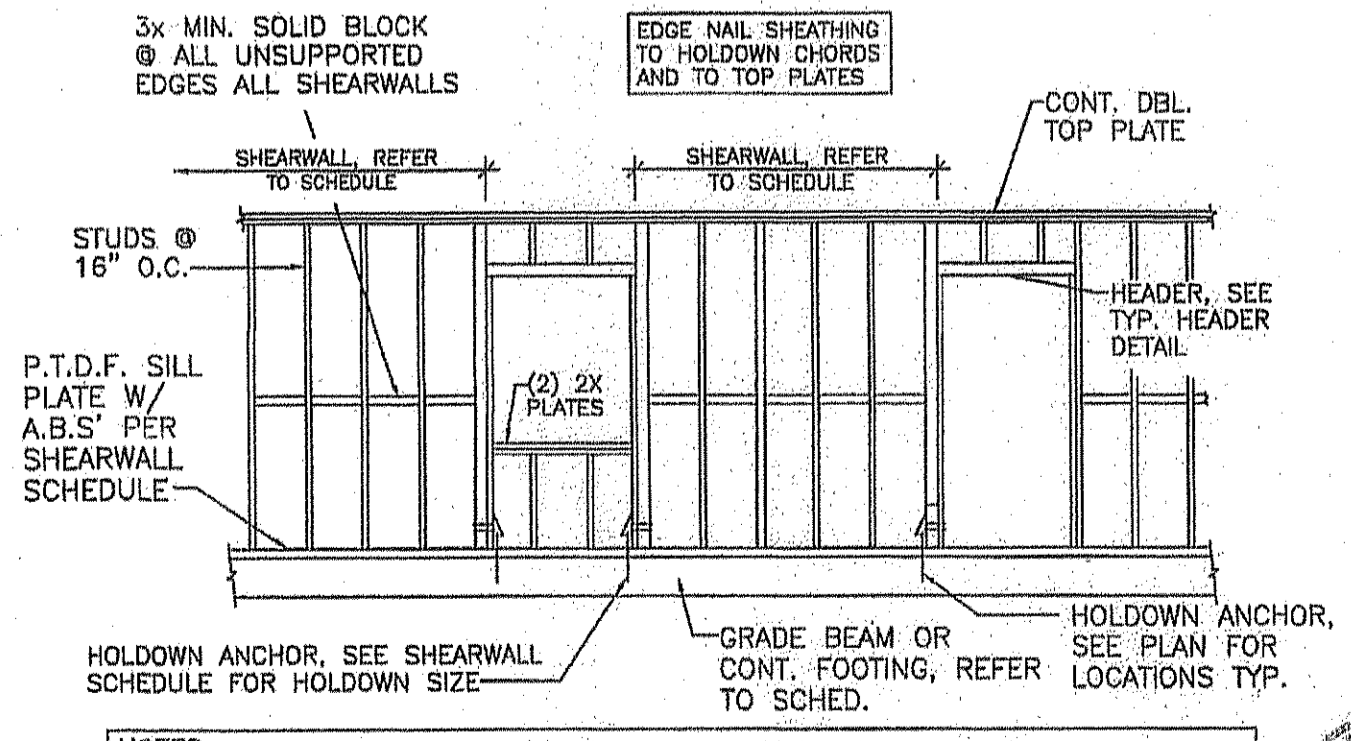 3x MIN. SOLID BLOCK
@ ALL UNSUPPORTED
EDGES ALL SHEARWALLS
EDGE NAIL SHEATHING
TO HOLDOWN CHORDS
AND TO TOP PLATES
CONT. DBL.
TOP PLATE
SHEARWALL, REFER
TO SCHEDULE
SHEARWALL, REFER
TO SCHEDULE
STUDS @
16" O.C.
HEADER, SEE
TYP. HEADER
DETAIL
P.T.D.F. SILL
PLATE W/
A.B.S' PER
SHEARWALL
SCHEDULE
(2) 2X
PLATES
HOLDOWN ANCHOR, SEE SHEARWALL
SCHEDULE FOR HOLDOWN SIZE
GRADE BEAM OR
CONT. FOOTING, REFER
TO SCHED.
HOLDOWN ANCHOR,
SEE PLAN FOR
LOCATIONS TYP.